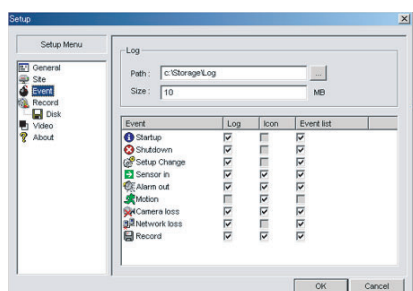 Setup
Setup Menu
General
Site
Event
Record
Disk
Video
About
Log
Path : c:\Storage\Log ...
Size : 10 MB
Event Log Icon Event list
Startup
Shutdown
Setup Change
Sensor in
Alarm out
Motion
Camera loss
Network loss
Record
OK Cancel